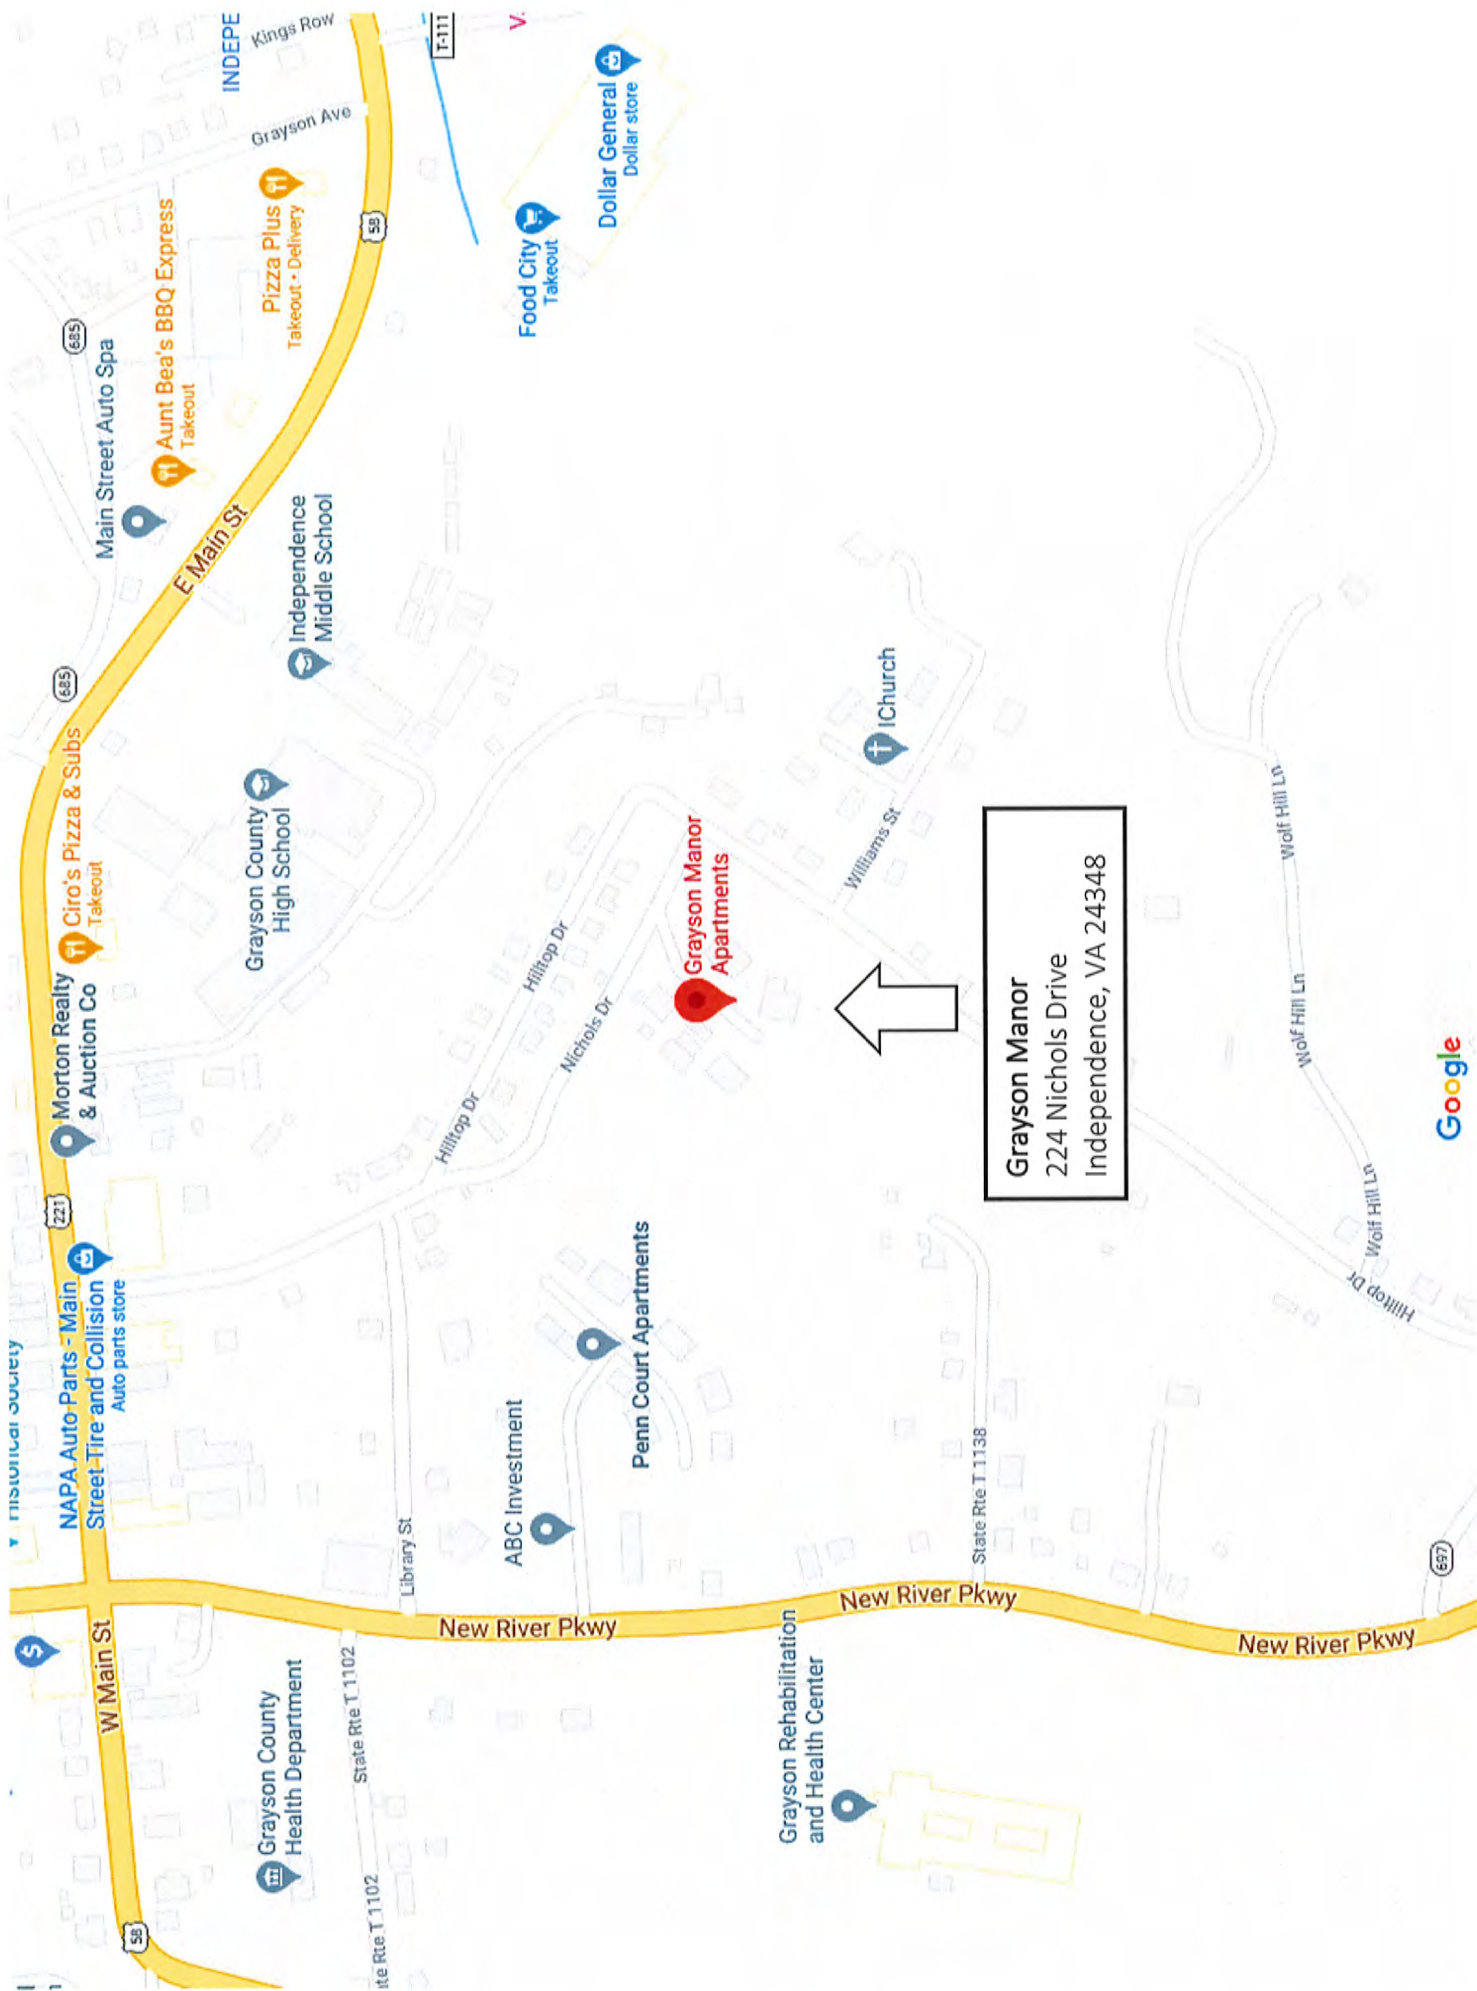 Historical Society
NAPA Auto Parts - Main
Street Tire and Collision
Auto parts store
221
Morton Realty
& Auction Co
Ciro's Pizza & Subs
Takeout
685
Main Street Auto Spa
685
Aunt Bea's BBQ Express
Takeout
Pizza Plus
Takeout • Delivery
INDEPE
Kings Row
Grayson Ave
T-111
V.
58
E Main St
W Main St
58
Grayson County
Health Department
State Rte T 1102
te Rte T 1102
Grayson County
High School
Independence
Middle School
Food City
Takeout
Dollar General
Dollar store
Library St
Hilltop Dr
Hilltop Dr
Nichols Dr
New River Pkwy
ABC Investment
Penn Court Apartments
Grayson Manor
Apartments
Williams St
IChurch
Grayson Rehabilitation
and Health Center
New River Pkwy
State Rte T 1138
Grayson Manor
224 Nichols Drive
Independence, VA 24348
New River Pkwy
697
Hilltop Dr
Wolf Hill Ln
Wolf Hill Ln
Wolf Hill Ln
Google